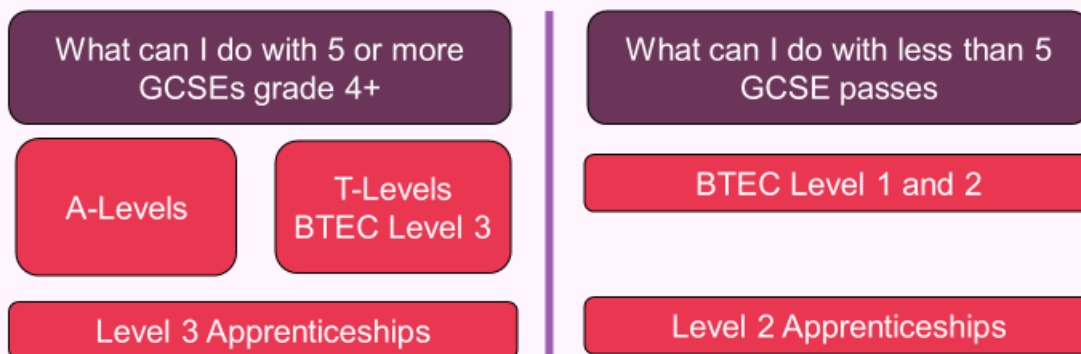 What can I do with 5 or more
GCSEs grade 4+
A-Levels
T-Levels
BTEC Level 3
Level 3 Apprenticeships
What can I do with less than 5
GCSE passes
BTEC Level 1 and 2
Level 2 Apprenticeships